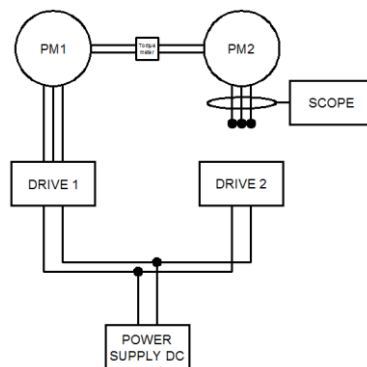 PM1
Torque
meter
PM2
SCOPE
DRIVE 1
DRIVE 2
POWER
SUPPLY DC